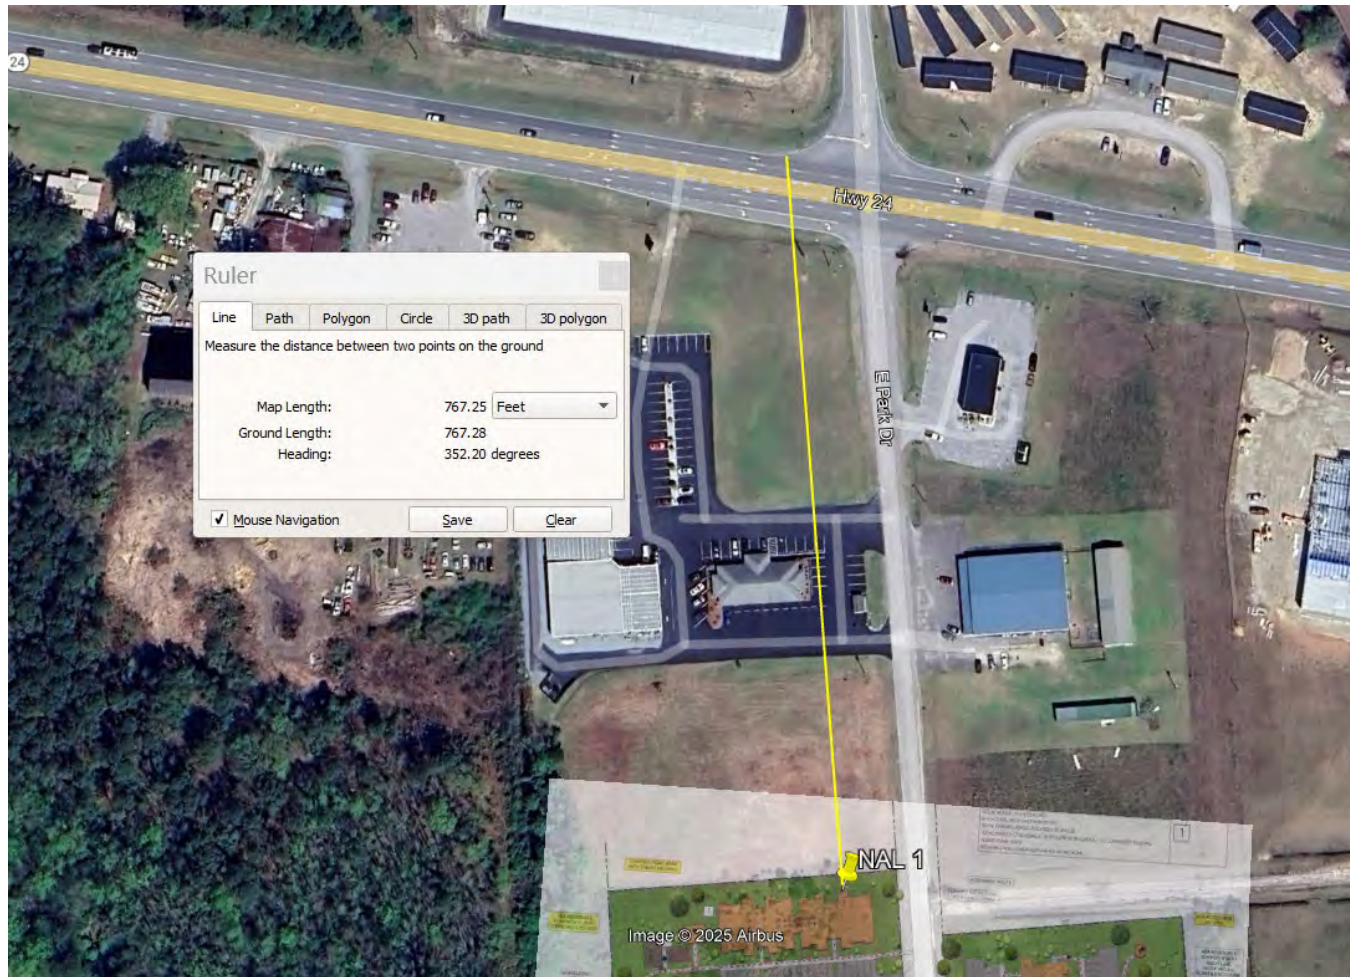 24
Hwy 24
Ruler
Line Path Polygon Circle 3D path 3D polygon
Measure the distance between two points on the ground
Map Length: 767.25 Feet
Ground Length: 767.28
Heading: 352.20 degrees
Mouse Navigation Save Clear
E Park Dr
1
NAL 1
Image © 2025 Airbus